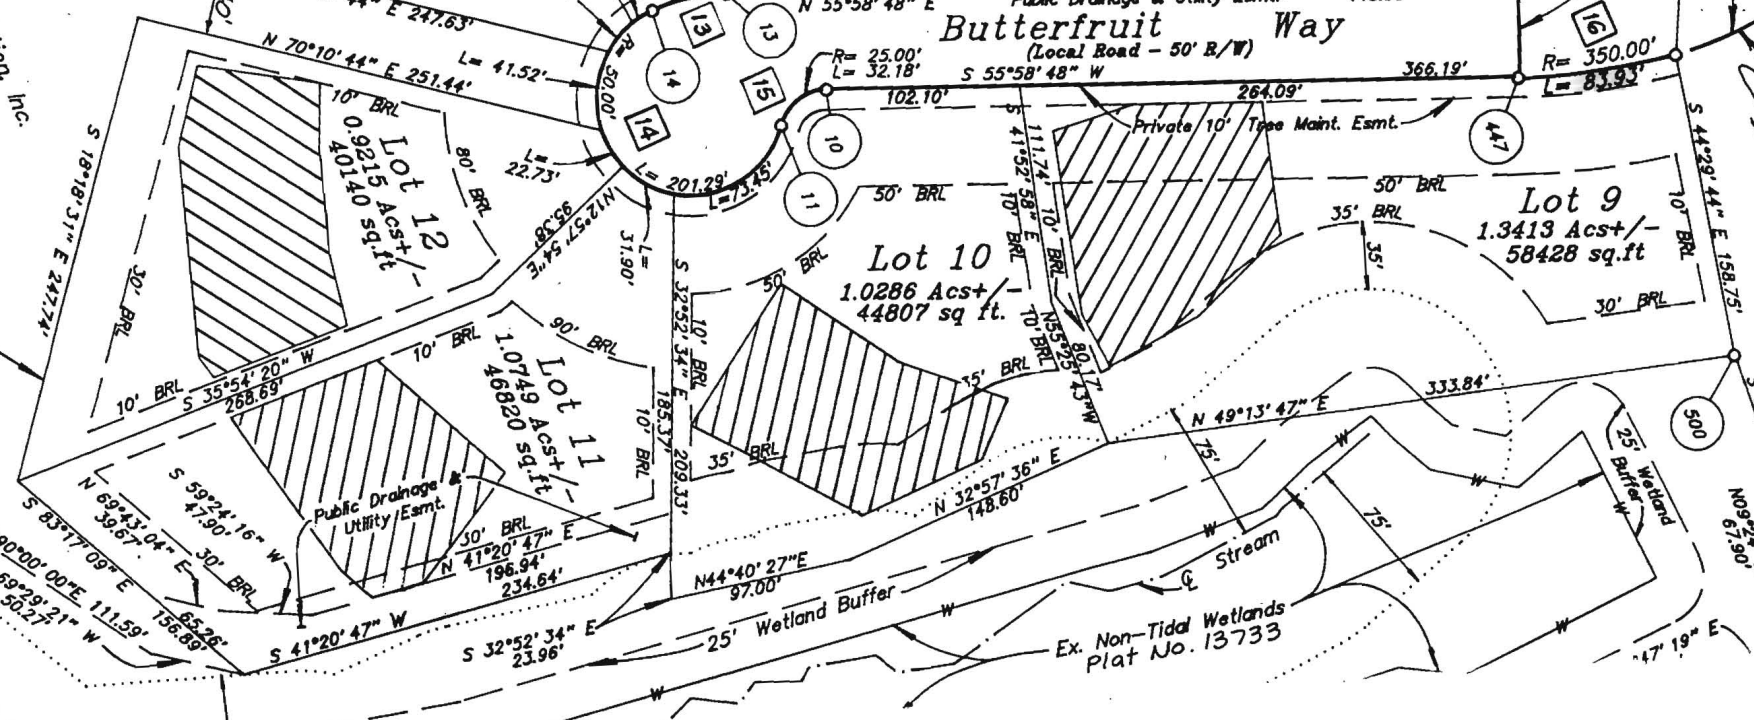 E 247.63'
N 55°58'48" E
Butterfruit Way
(Local Road - 50' R/W)
13
13
16
14
15
14
R= 50.00'
R= 25.00'
L= 32.18'
S 55°58'48" W
366.19'
R= 350.00'
L= 83.93'
102.10'
264.09'
Private 10' Tree Maint. Esmt.
N 70°10'44" E 251.44'
L= 41.52'
L=
22.73'
L= 201.29'
L=73.45'
L=
31.90'
10
11
447
500
Inc.
S 18°18'31" E 247.74'
10' BRL
80' BRL
30' BRL
10' BRL
Lot 12
0.9215 Acs+/-
40140 sq.ft
N12°57'54"E
95.38'
S 35°54'20" W
268.69'
10' BRL
90' BRL
10' BRL
30' BRL
30' BRL
Lot 11
1.0749 Acs+/-
46820 sq.ft
Public Drainage &
Utility Esmt.
S 32°52'34" E
185.37'
209.33'
10' BRL
50' BRL
50' BRL
35' BRL
35' BRL
10' BRL
10' BRL
Lot 10
1.0286 Acs+/-
44807 sq ft.
S 41°52'58" E
111.74'
10' BRL
N55°25'43"W
80.17'
50' BRL
35' BRL
35'
30' BRL
10' BRL
Lot 9
1.3413 Acs+/-
58428 sq.ft
S 44°29'44" E 158.75'
N 49°13'47" E
333.84'
N 32°57'36" E
148.60'
N44°40'27"E
97.00'
S 32°52'34" E
23.96'
N 41°20'47" E
196.94'
234.64'
S 41°20'47" W
S 59°24'16" W
47.90'
N 69°43'04" E
39.67'
S 83°17'09" E
65.26'
156.89'
90°00'00"E 111.59'
59°29'21" W
50.27'
25' Wetland Buffer
25' Wetland
Buffer
75'
75'
W
W
W
W
W
W
W
℄ Stream
Ex. Non-Tidal Wetlands
Plat No. 13733
67.90'
47'19" E